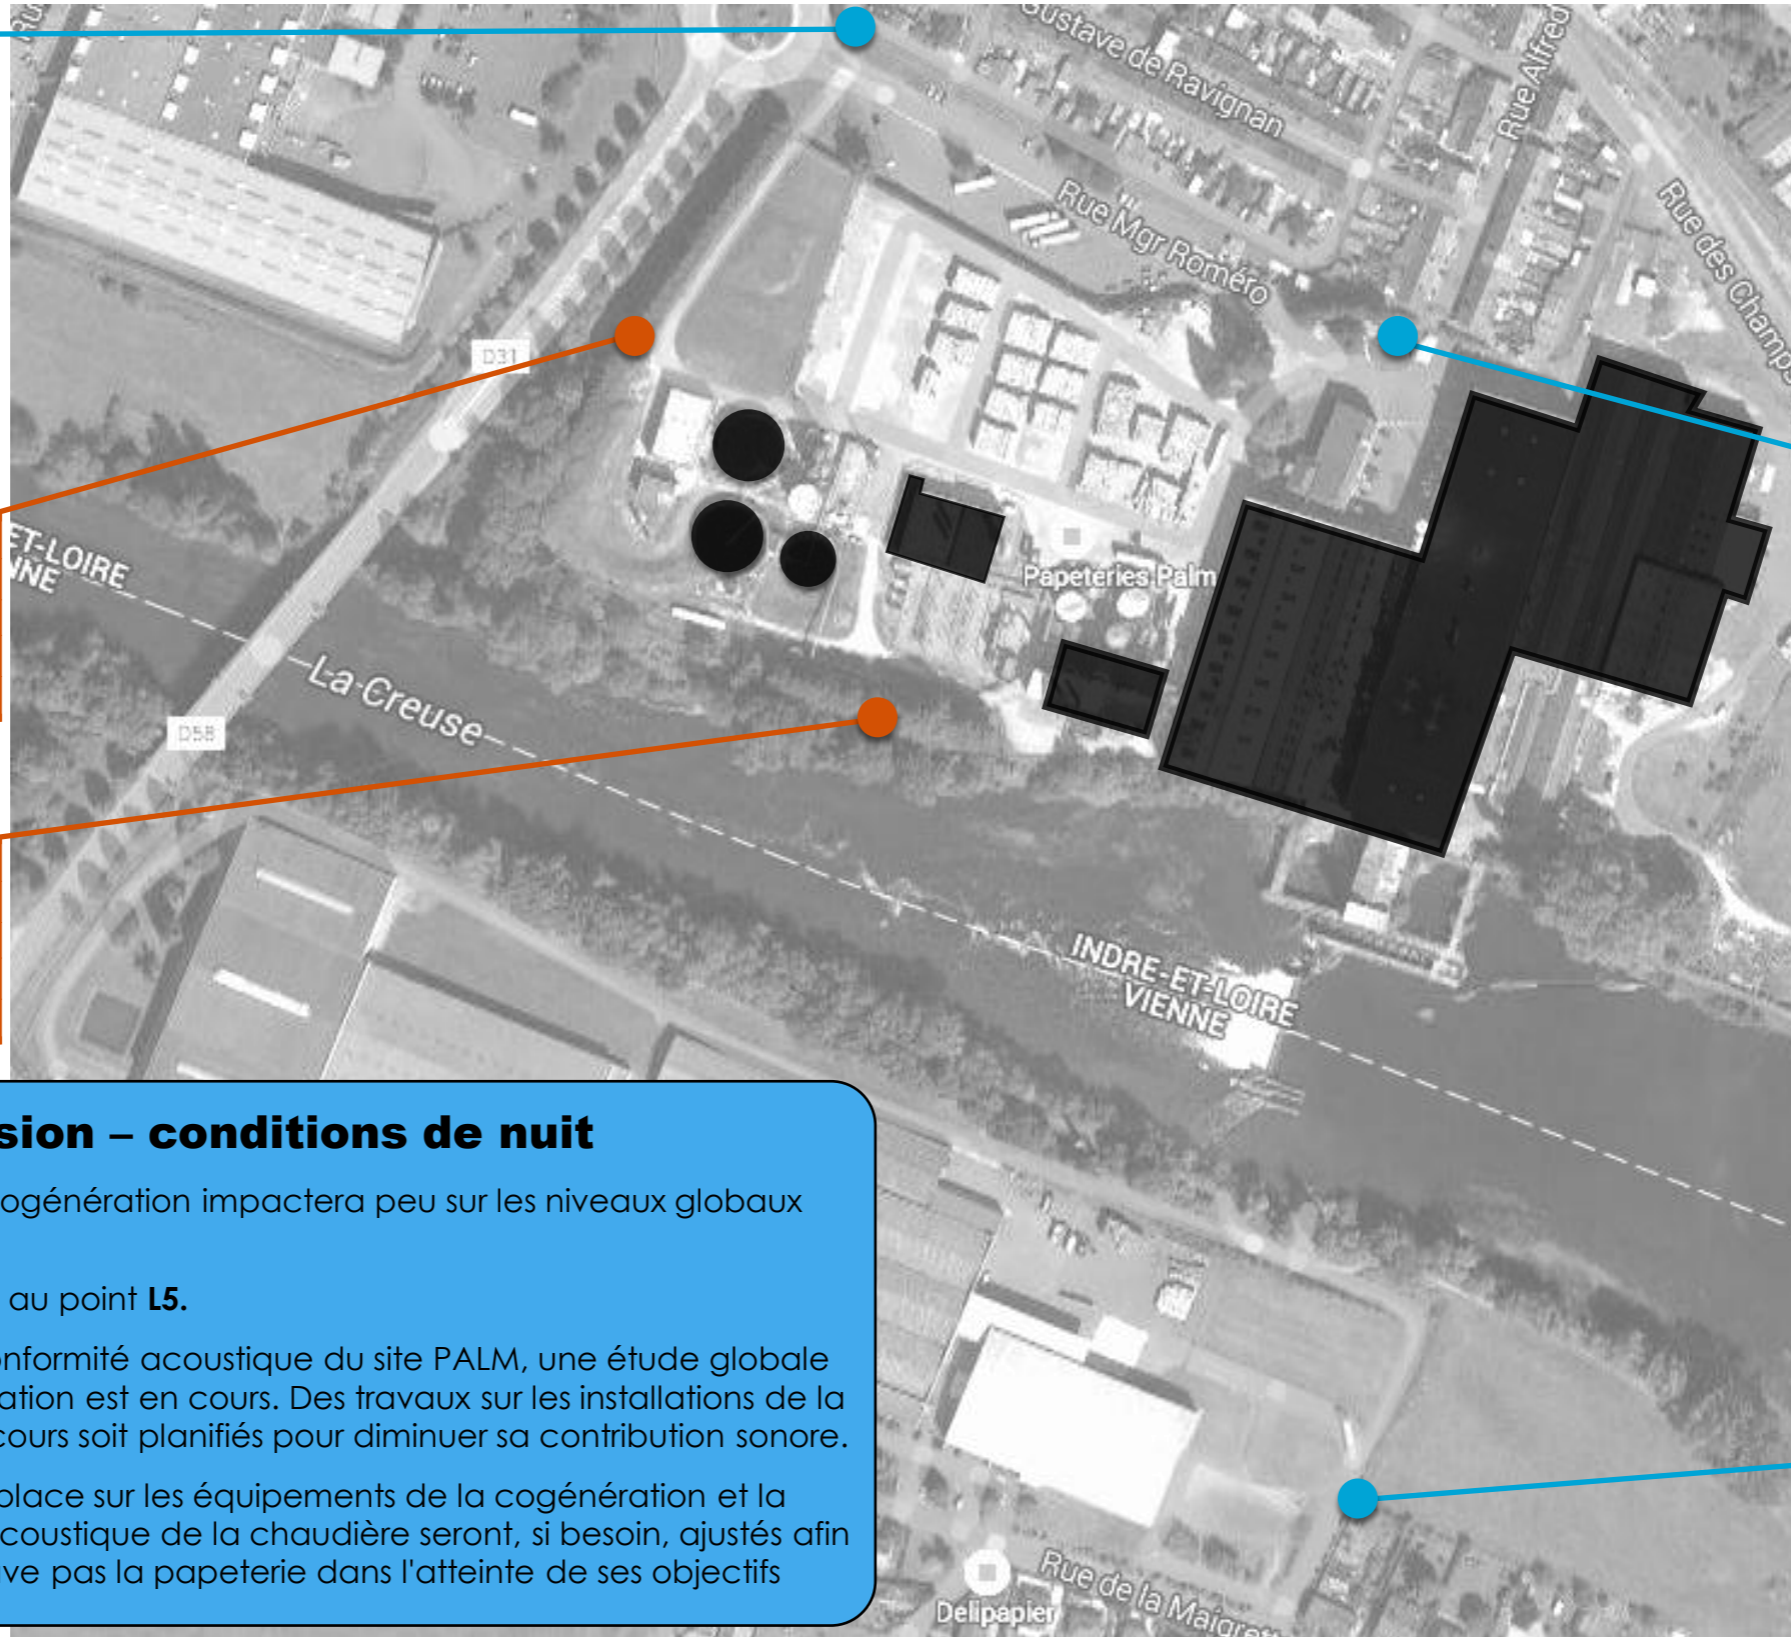 Ru
Gustave de Ravignan
Rue Alfred
Rue Mgr Roméro
Rue des Champs
D31
ET-LOIRE
NNE
Papeteries Palm
La Creuse
D58
INDRE-ET-LOIRE
VIENNE
sion – conditions de nuit
ogénération impactera peu sur les niveaux globaux
au point L5.
onformité acoustique du site PALM, une étude globale
ation est en cours. Des travaux sur les installations de la
cours soit planifiés pour diminuer sa contribution sonore.
place sur les équipements de la cogénération et la
acoustique de la chaudière seront, si besoin, ajustés afin
ve pas la papeterie dans l'atteinte de ses objectifs
Delipapier
Rue de la Maigrett